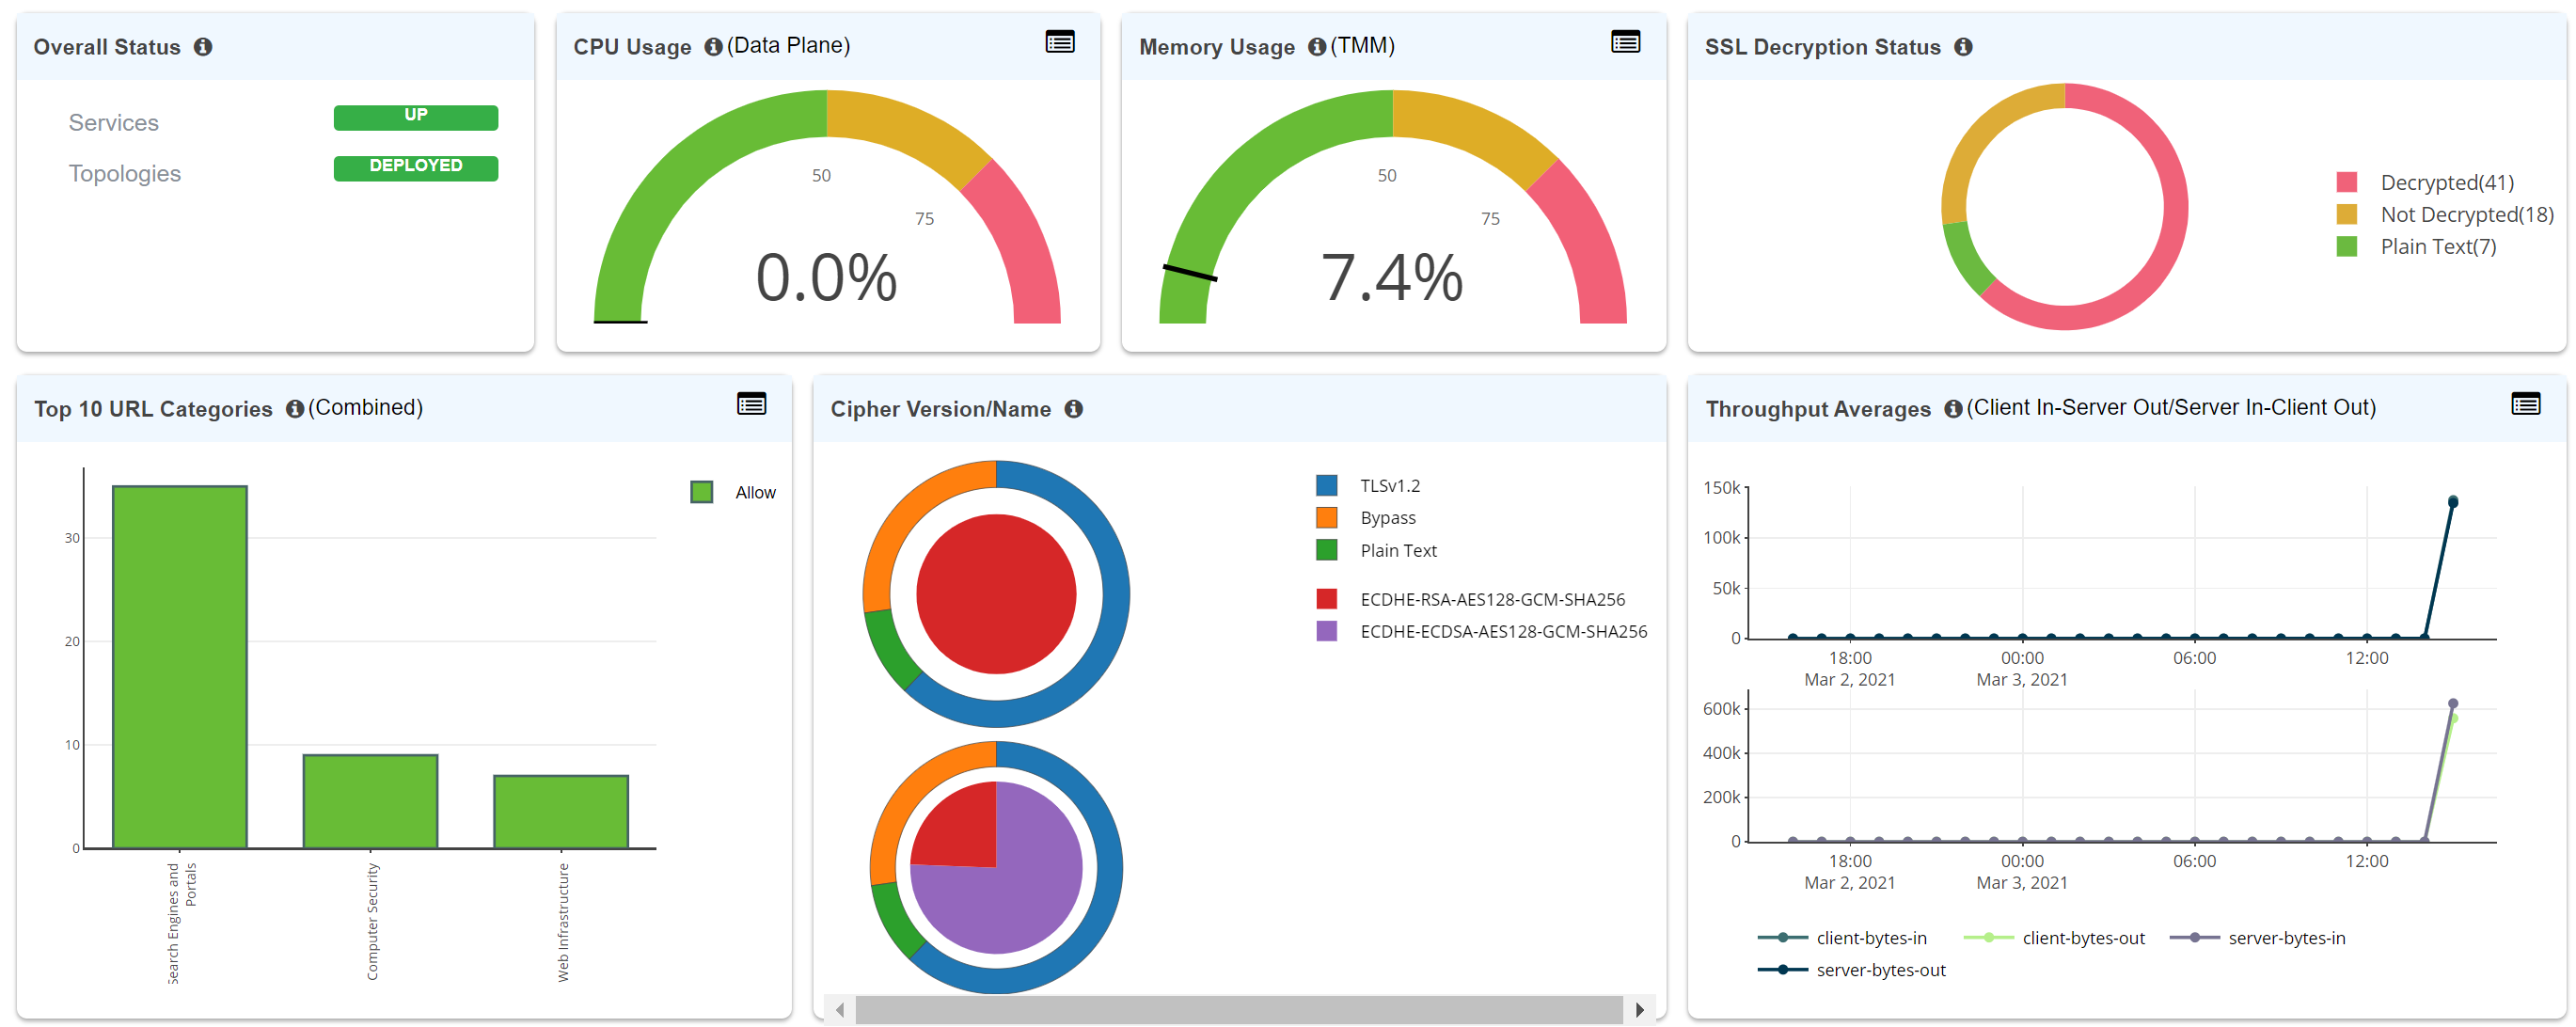 Overall Status
Services UP
Topologies DEPLOYED
CPU Usage (Data Plane)
50
75
0.0%
Memory Usage (TMM)
50
75
7.4%
SSL Decryption Status
Decrypted(41)
Not Decrypted(18)
Plain Text(7)
Top 10 URL Categories (Combined)
Allow
30
20
10
0
Search Engines and
Portals
Computer Security
Web Infrastructure
Cipher Version/Name
TLSv1.2
Bypass
Plain Text
ECDHE-RSA-AES128-GCM-SHA256
ECDHE-ECDSA-AES128-GCM-SHA256
Throughput Averages (Client In-Server Out/Server In-Client Out)
150k
100k
50k
0
18:00 00:00 06:00 12:00
Mar 2, 2021 Mar 3, 2021
600k
400k
200k
0
18:00 00:00 06:00 12:00
Mar 2, 2021 Mar 3, 2021
client-bytes-in client-bytes-out server-bytes-in
server-bytes-out